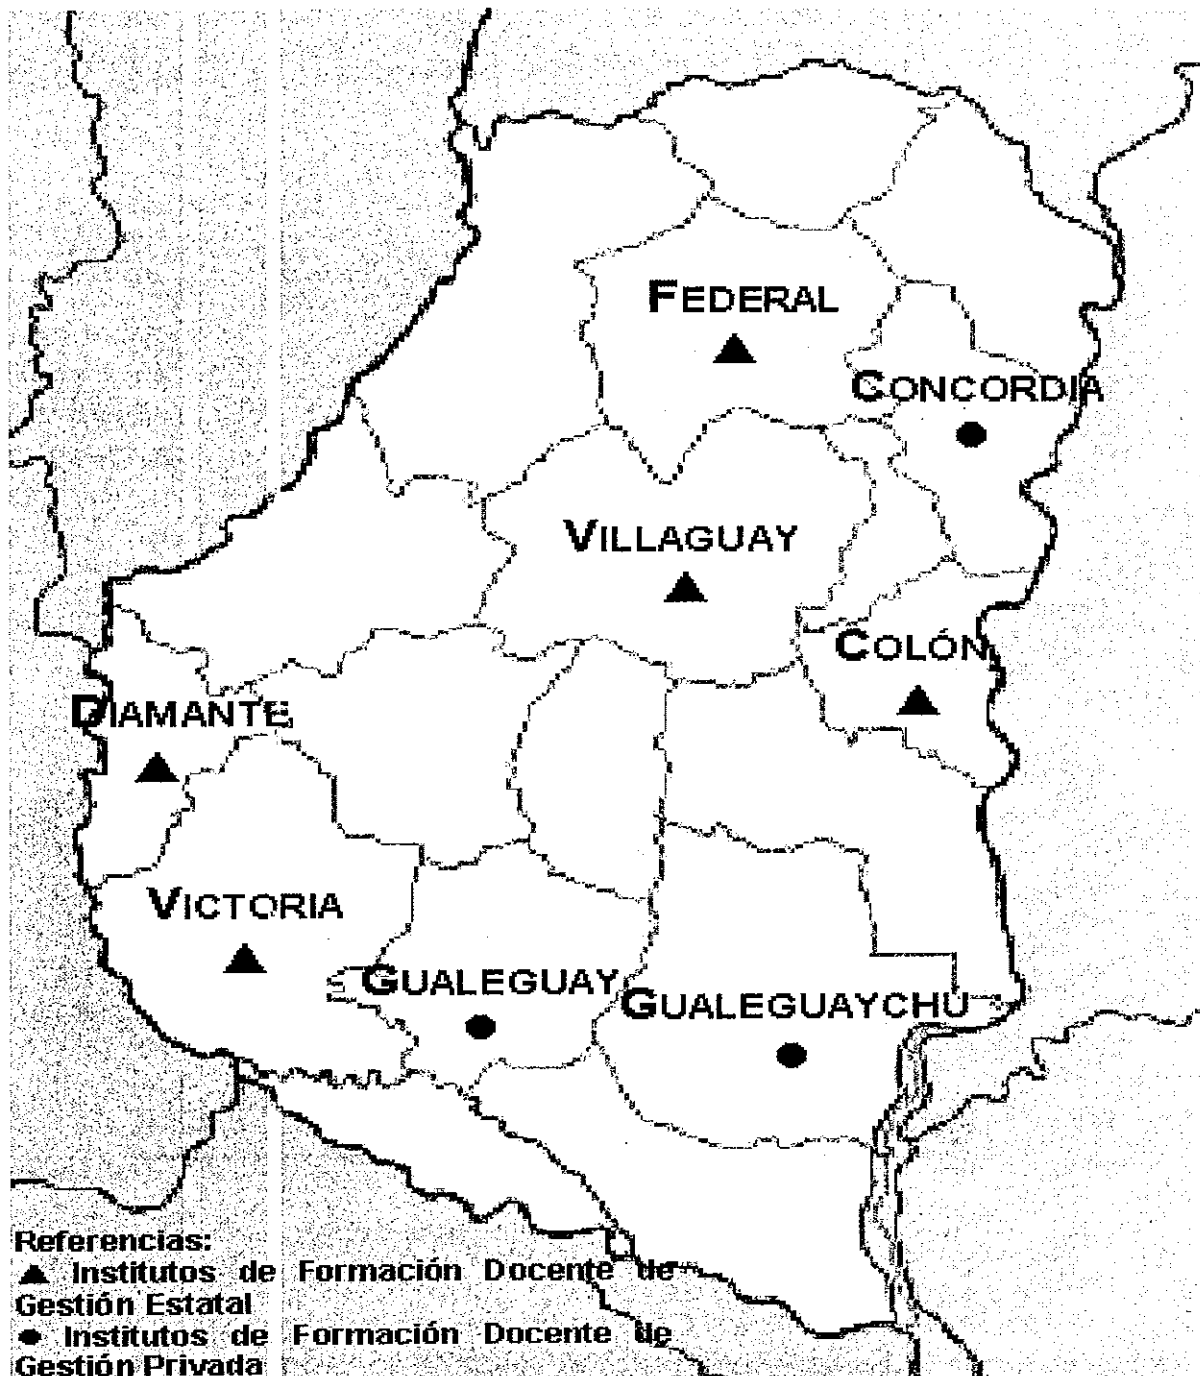 FEDERAL
CONCORDIA
VILLAGUAY
COLÓN
DIAMANTE
VICTORIA
GUALEGUAY
GUALEGUAYCHÚ
Referencias:
▲ Institutos de Formación Docente de
Gestión Estatal
● Institutos de Formación Docente de
Gestión Privada